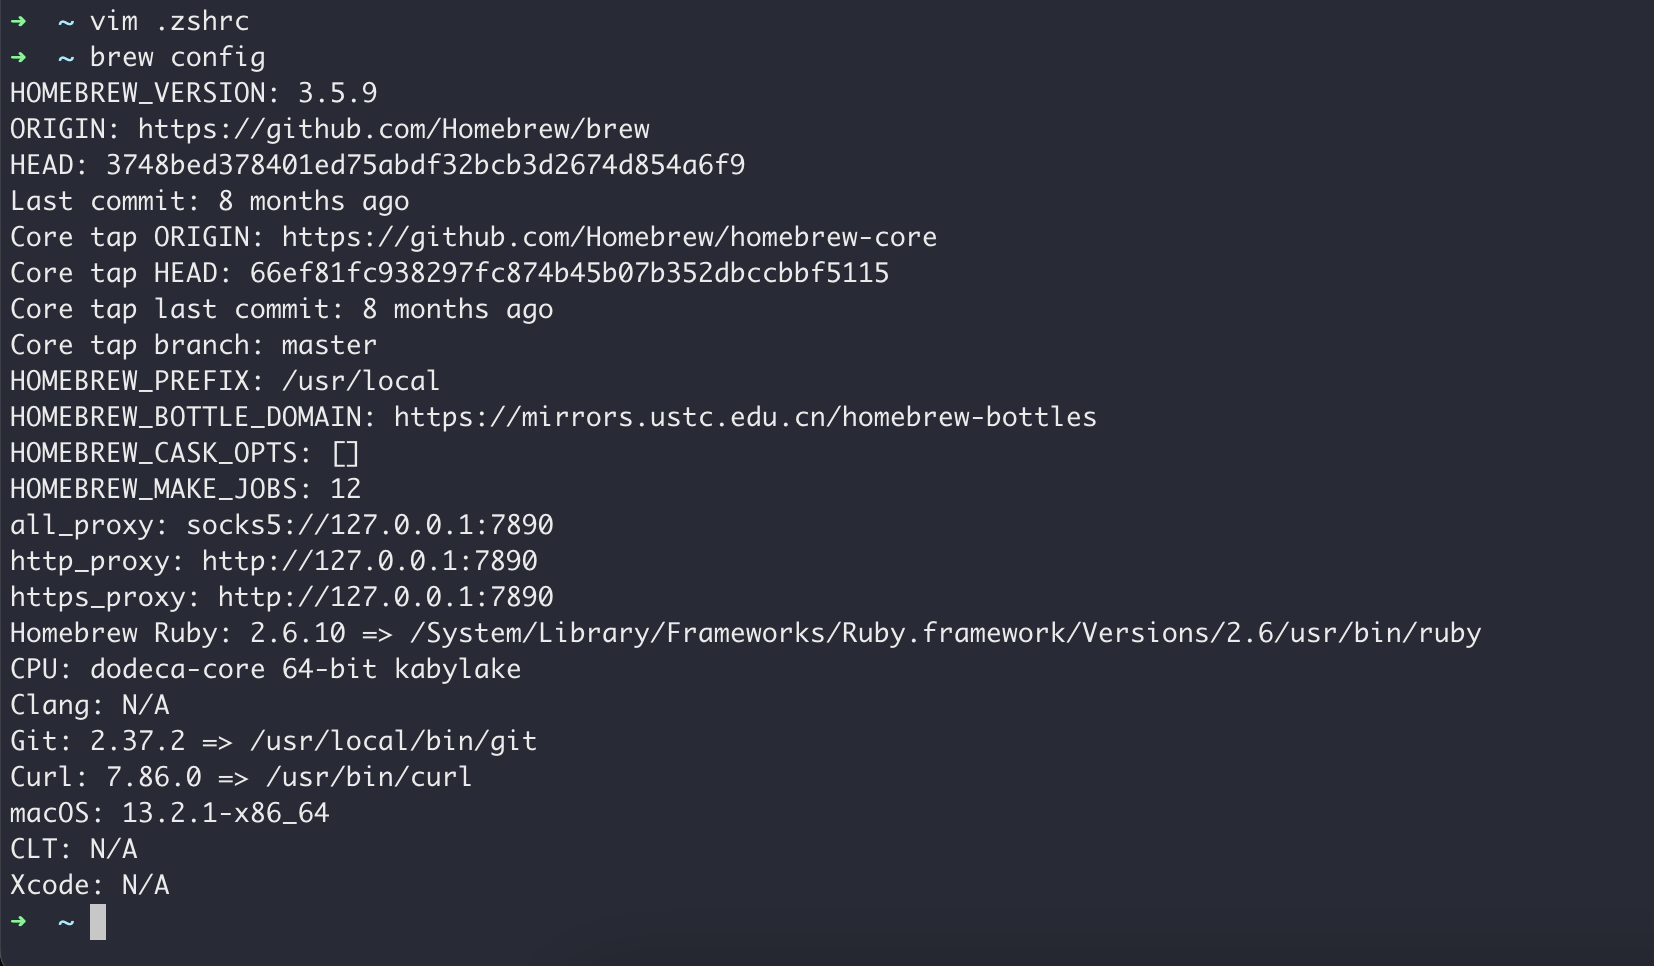 ➜  ~ vim .zshrc
➜  ~ brew config
HOMEBREW_VERSION: 3.5.9
ORIGIN: https://github.com/Homebrew/brew
HEAD: 3748bed378401ed75abdf32bcb3d2674d854a6f9
Last commit: 8 months ago
Core tap ORIGIN: https://github.com/Homebrew/homebrew-core
Core tap HEAD: 66ef81fc938297fc874b45b07b352dbccbbf5115
Core tap last commit: 8 months ago
Core tap branch: master
HOMEBREW_PREFIX: /usr/local
HOMEBREW_BOTTLE_DOMAIN: https://mirrors.ustc.edu.cn/homebrew-bottles
HOMEBREW_CASK_OPTS: []
HOMEBREW_MAKE_JOBS: 12
all_proxy: socks5://127.0.0.1:7890
http_proxy: http://127.0.0.1:7890
https_proxy: http://127.0.0.1:7890
Homebrew Ruby: 2.6.10 => /System/Library/Frameworks/Ruby.framework/Versions/2.6/usr/bin/ruby
CPU: dodeca-core 64-bit kabylake
Clang: N/A
Git: 2.37.2 => /usr/local/bin/git
Curl: 7.86.0 => /usr/bin/curl
macOS: 13.2.1-x86_64
CLT: N/A
Xcode: N/A
➜  ~